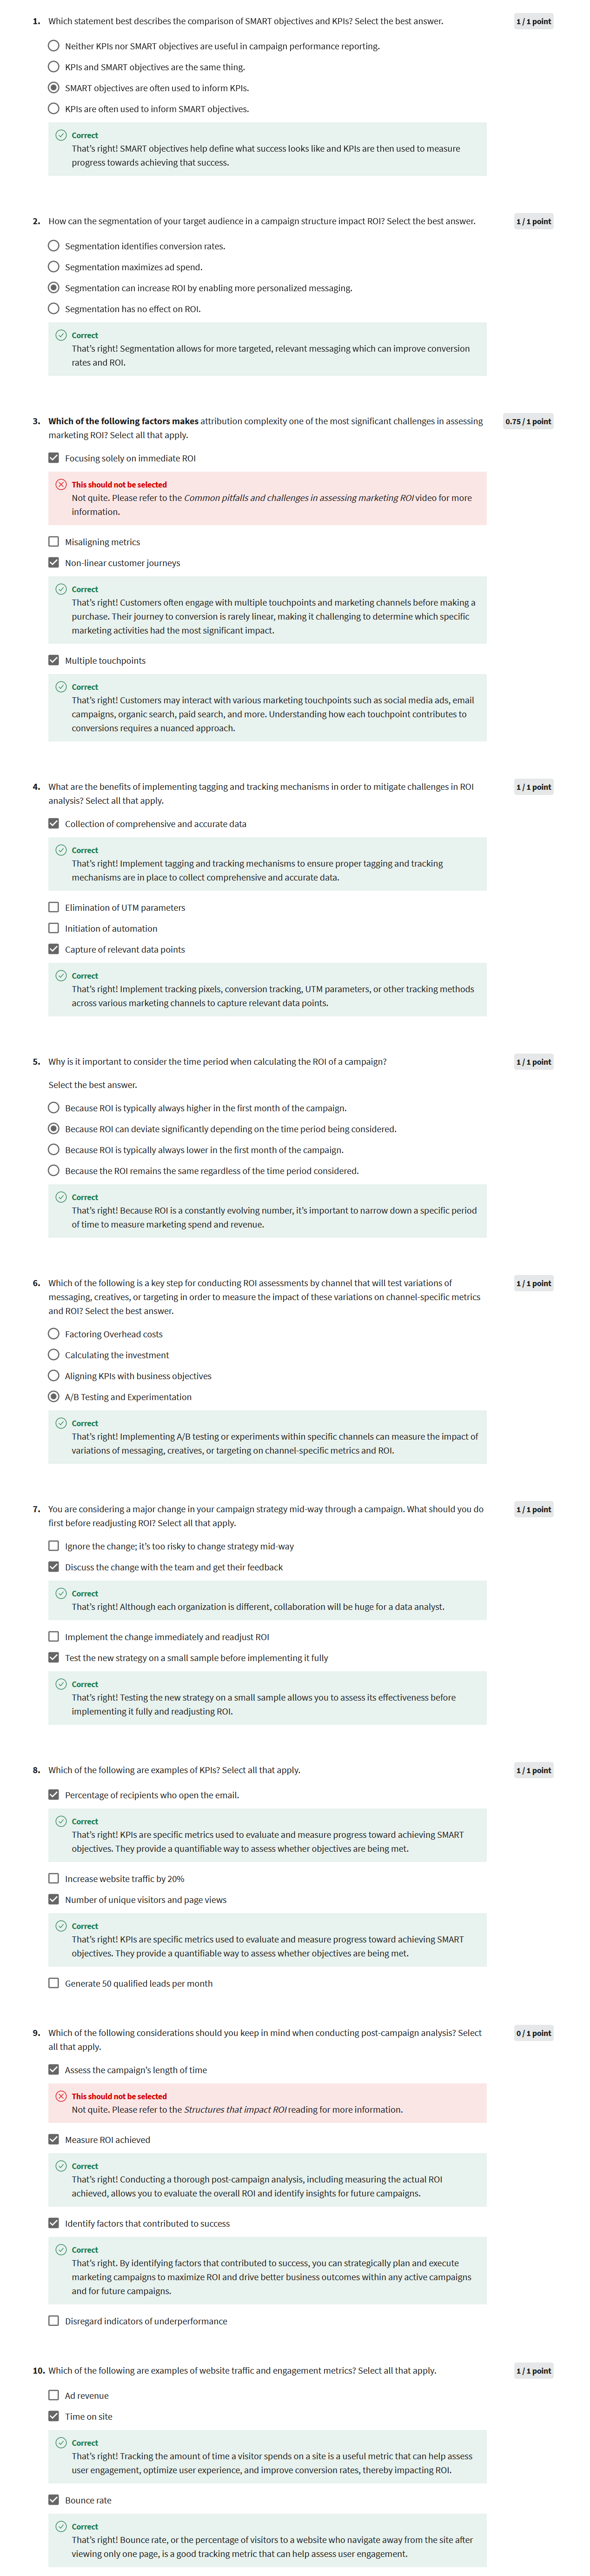 1. Which statement best describes the comparison of SMART objectives and KPIs? Select the best answer.
1 / 1 point
Neither KPIs nor SMART objectives are useful in campaign performance reporting.
KPIs and SMART objectives are the same thing.
SMART objectives are often used to inform KPIs.
KPIs are often used to inform SMART objectives.
Correct
That's right! SMART objectives help define what success looks like and KPIs are then used to measure
progress towards achieving that success.
2. How can the segmentation of your target audience in a campaign structure impact ROI? Select the best answer.
1 / 1 point
Segmentation identifies conversion rates.
Segmentation maximizes ad spend.
Segmentation can increase ROI by enabling more personalized messaging.
Segmentation has no effect on ROI.
Correct
That's right! Segmentation allows for more targeted, relevant messaging which can improve conversion
rates and ROI.
3. Which of the following factors makes attribution complexity one of the most significant challenges in assessing
marketing ROI? Select all that apply.
0.75 / 1 point
Focusing solely on immediate ROI
This should not be selected
Not quite. Please refer to the Common pitfalls and challenges in assessing marketing ROI video for more
information.
Misaligning metrics
Non-linear customer journeys
Correct
That's right! Customers often engage with multiple touchpoints and marketing channels before making a
purchase. Their journey to conversion is rarely linear, making it challenging to determine which specific
marketing activities had the most significant impact.
Multiple touchpoints
Correct
That's right! Customers may interact with various marketing touchpoints such as social media ads, email
campaigns, organic search, paid search, and more. Understanding how each touchpoint contributes to
conversions requires a nuanced approach.
4. What are the benefits of implementing tagging and tracking mechanisms in order to mitigate challenges in ROI
analysis? Select all that apply.
1 / 1 point
Collection of comprehensive and accurate data
Correct
That's right! Implement tagging and tracking mechanisms to ensure proper tagging and tracking
mechanisms are in place to collect comprehensive and accurate data.
Elimination of UTM parameters
Initiation of automation
Capture of relevant data points
Correct
That's right! Implement tracking pixels, conversion tracking, UTM parameters, or other tracking methods
across various marketing channels to capture relevant data points.
5. Why is it important to consider the time period when calculating the ROI of a campaign?
1 / 1 point
Select the best answer.
Because ROI is typically always higher in the first month of the campaign.
Because ROI can deviate significantly depending on the time period being considered.
Because ROI is typically always lower in the first month of the campaign.
Because the ROI remains the same regardless of the time period considered.
Correct
That's right! Because ROI is a constantly evolving number, it's important to narrow down a specific period
of time to measure marketing spend and revenue.
6. Which of the following is a key step for conducting ROI assessments by channel that will test variations of
messaging, creatives, or targeting in order to measure the impact of these variations on channel-specific metrics
and ROI? Select the best answer.
1 / 1 point
Factoring Overhead costs
Calculating the investment
Aligning KPIs with business objectives
A/B Testing and Experimentation
Correct
That's right! Implementing A/B testing or experiments within specific channels can measure the impact of
variations of messaging, creatives, or targeting on channel-specific metrics and ROI.
7. You are considering a major change in your campaign strategy mid-way through a campaign. What should you do
first before readjusting ROI? Select all that apply.
1 / 1 point
Ignore the change; it's too risky to change strategy mid-way
Discuss the change with the team and get their feedback
Correct
That's right! Although each organization is different, collaboration will be huge for a data analyst.
Implement the change immediately and readjust ROI
Test the new strategy on a small sample before implementing it fully
Correct
That's right! Testing the new strategy on a small sample allows you to assess its effectiveness before
implementing it fully and readjusting ROI.
8. Which of the following are examples of KPIs? Select all that apply.
1 / 1 point
Percentage of recipients who open the email.
Correct
That's right! KPIs are specific metrics used to evaluate and measure progress toward achieving SMART
objectives. They provide a quantifiable way to assess whether objectives are being met.
Increase website traffic by 20%
Number of unique visitors and page views
Correct
That's right! KPIs are specific metrics used to evaluate and measure progress toward achieving SMART
objectives. They provide a quantifiable way to assess whether objectives are being met.
Generate 50 qualified leads per month
9. Which of the following considerations should you keep in mind when conducting post-campaign analysis? Select
all that apply.
0 / 1 point
Assess the campaign's length of time
This should not be selected
Not quite. Please refer to the Structures that impact ROI reading for more information.
Measure ROI achieved
Correct
That's right! Conducting a thorough post-campaign analysis, including measuring the actual ROI
achieved, allows you to evaluate the overall ROI and identify insights for future campaigns.
Identify factors that contributed to success
Correct
That's right. By identifying factors that contributed to success, you can strategically plan and execute
marketing campaigns to maximize ROI and drive better business outcomes within any active campaigns
and for future campaigns.
Disregard indicators of underperformance
10. Which of the following are examples of website traffic and engagement metrics? Select all that apply.
1 / 1 point
Ad revenue
Time on site
Correct
That's right! Tracking the amount of time a visitor spends on a site is a useful metric that can help assess
user engagement, optimize user experience, and improve conversion rates, thereby impacting ROI.
Bounce rate
Correct
That's right! Bounce rate, or the percentage of visitors to a website who navigate away from the site after
viewing only one page, is a good tracking metric that can help assess user engagement.